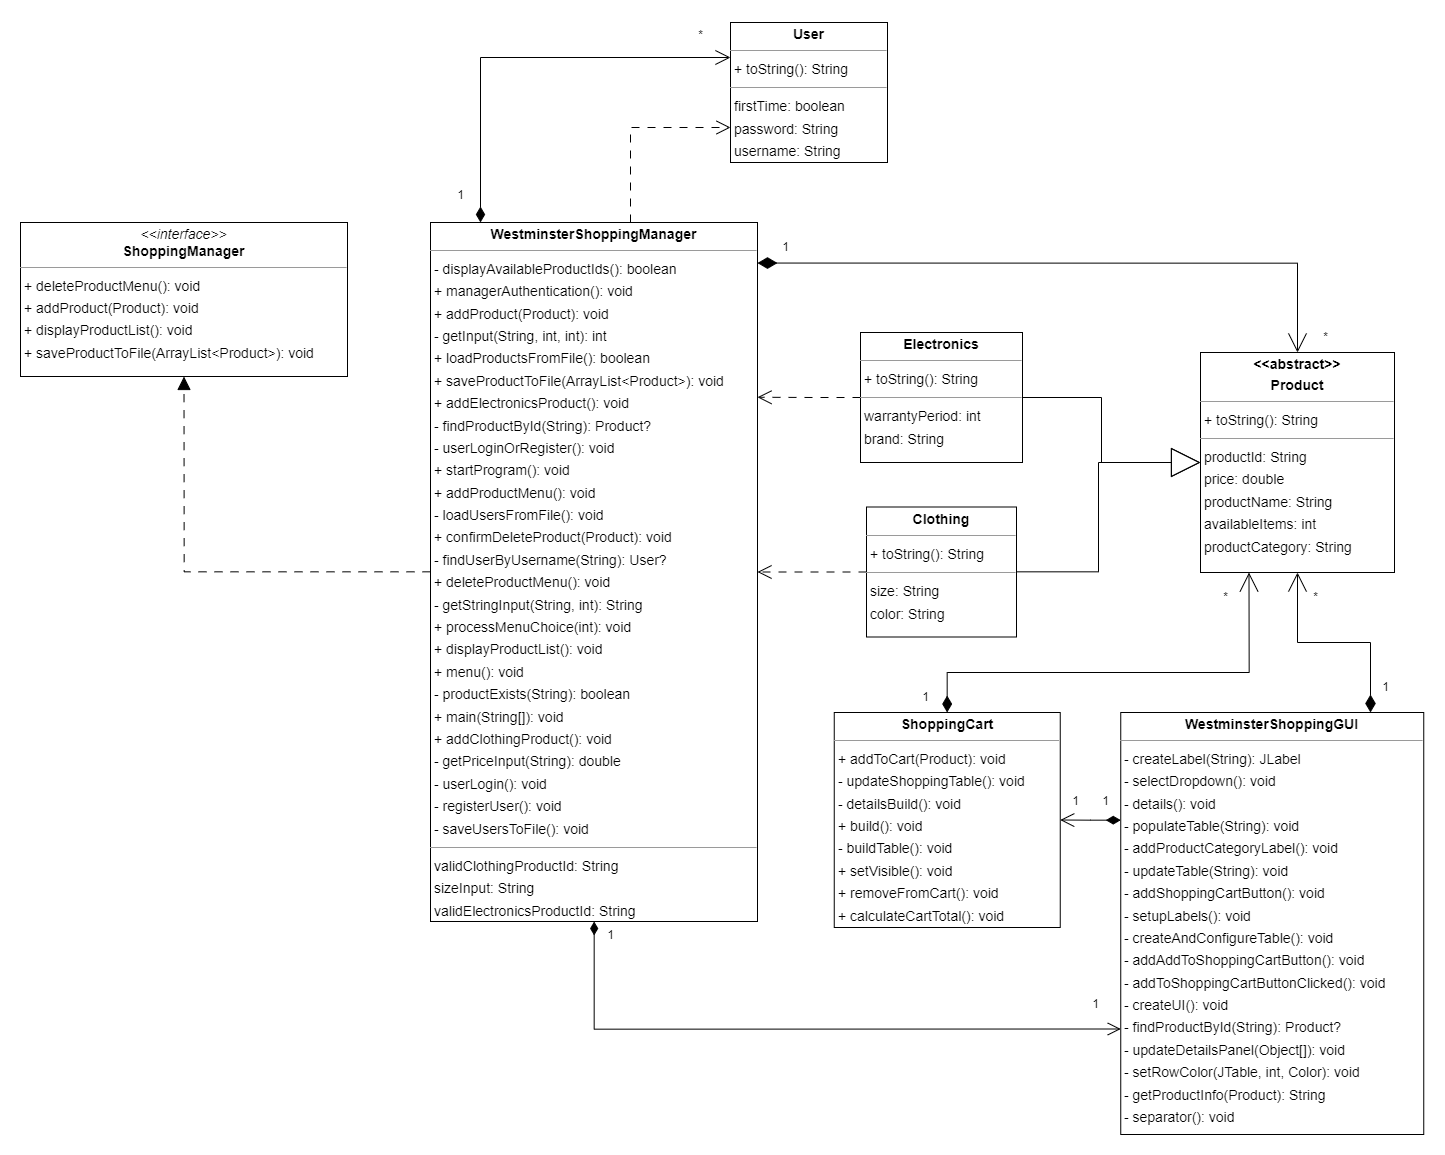 *
User
+ toString(): String
firstTime: boolean
password: String
username: String
1
<<interface>>
ShoppingManager
+ deleteProductMenu(): void
+ addProduct(Product): void
+ displayProductList(): void
+ saveProductToFile(ArrayList<Product>): void
WestminsterShoppingManager
- displayAvailableProductIds(): boolean
+ managerAuthentication(): void
+ addProduct(Product): void
- getInput(String, int, int): int
+ loadProductsFromFile(): boolean
+ saveProductToFile(ArrayList<Product>): void
+ addElectronicsProduct(): void
- findProductById(String): Product?
- userLoginOrRegister(): void
+ startProgram(): void
+ addProductMenu(): void
- loadUsersFromFile(): void
+ confirmDeleteProduct(Product): void
- findUserByUsername(String): User?
+ deleteProductMenu(): void
- getStringInput(String, int): String
+ processMenuChoice(int): void
+ displayProductList(): void
+ menu(): void
- productExists(String): boolean
+ main(String[]): void
+ addClothingProduct(): void
- getPriceInput(String): double
- userLogin(): void
- registerUser(): void
- saveUsersToFile(): void
validClothingProductId: String
sizeInput: String
validElectronicsProductId: String
1
1
*
Electronics
+ toString(): String
warrantyPeriod: int
brand: String
<<abstract>>
Product
+ toString(): String
productId: String
price: double
productName: String
availableItems: int
productCategory: String
Clothing
+ toString(): String
size: String
color: String
*
*
1
1
ShoppingCart
+ addToCart(Product): void
- updateShoppingTable(): void
- detailsBuild(): void
+ build(): void
- buildTable(): void
+ setVisible(): void
+ removeFromCart(): void
+ calculateCartTotal(): void
1
1
WestminsterShoppingGUI
- createLabel(String): JLabel
- selectDropdown(): void
- details(): void
- populateTable(String): void
- addProductCategoryLabel(): void
- updateTable(String): void
- addShoppingCartButton(): void
- setupLabels(): void
- createAndConfigureTable(): void
- addAddToShoppingCartButton(): void
- addToShoppingCartButtonClicked(): void
- createUI(): void
- findProductById(String): Product?
- updateDetailsPanel(Object[]): void
- setRowColor(JTable, int, Color): void
- getProductInfo(Product): String
- separator(): void
1